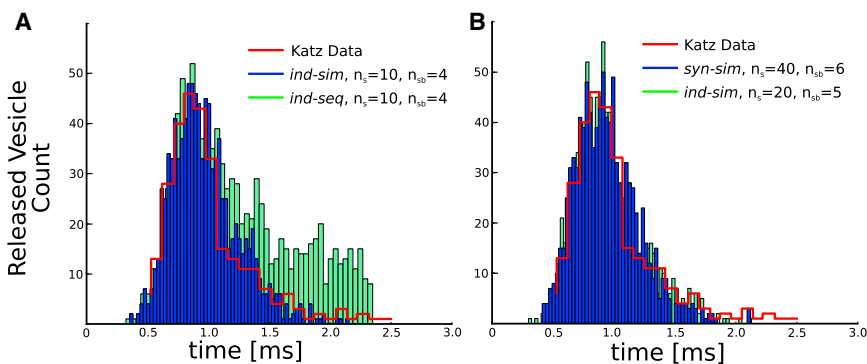 A
Katz Data
ind-sim, nₛ=10, nₛb=4
ind-seq, nₛ=10, nₛb=4
Released Vesicle
Count
50
40
30
20
10
0
0.5
1.0
1.5
2.0
2.5
3.0
time [ms]
B
Katz Data
syn-sim, nₛ=40, nₛb=6
ind-sim, nₛ=20, nₛb=5
50
40
30
20
10
0
0.5
1.0
1.5
2.0
2.5
3.0
time [ms]